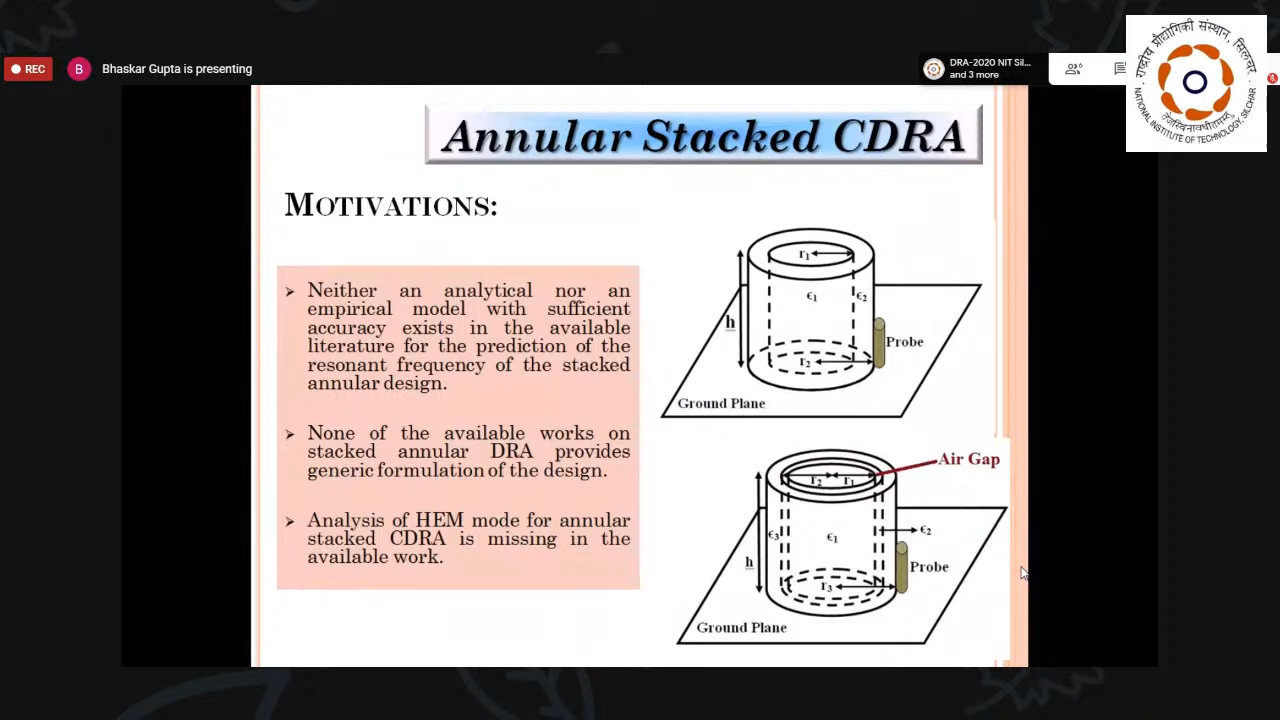 REC
B
Bhaskar Gupta is presenting
DRA-2020 NIT Sil...
and 3 more
राष्ट्रीय प्रौद्योगिकी संस्थान, सिलचर
NATIONAL INSTITUTE OF TECHNOLOGY, SILCHAR
Annular Stacked CDRA
MOTIVATIONS:
➢ Neither an analytical nor an
empirical model with sufficient
accuracy exists in the available
literature for the prediction of the
resonant frequency of the stacked
annular design.
➢ None of the available works on
stacked annular DRA provides
generic formulation of the design.
➢ Analysis of HEM mode for annular
stacked CDRA is missing in the
available work.
r₁
ϵ₁
ϵ₂
h
Probe
r₂
Ground Plane
Air Gap
r₂
r₁
ϵ₃
ϵ₁
ϵ₂
h
Probe
r₃
Ground Plane